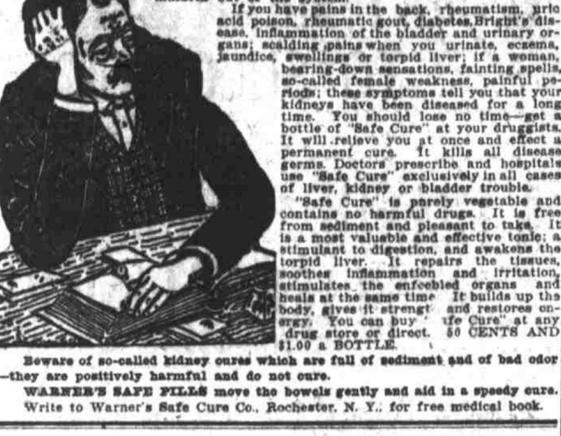 If you have pains in the back, rheumatism, uric
acid poison, rheumatic gout, diabetes, Bright's dis-
ease, inflammation of the bladder and urinary or-
gans; scalding pains when you urinate, eczema,
jaundice, swellings or torpid liver; if a woman,
bearing-down sensations, fainting spells,
so-called female weakness, painful pe-
riods; these symptoms tell you that your
kidneys have been diseased for a long
time. You should lose no time—get a
bottle of "Safe Cure" at your druggists.
It will relieve you at once and effect a
permanent cure. It kills all disease
germs. Doctors prescribe and hospitals
use "Safe Cure" exclusively in all cases
of liver, kidney or bladder trouble.
"Safe Cure" is purely vegetable and
contains no harmful drugs. It is free
from sediment and pleasant to take. It
is a most valuable and effective tonic; a
stimulant to digestion, and awakens the
torpid liver. It repairs the tissues,
soothes inflammation and irritation,
stimulates the enfeebled organs and
heals at the same time It builds up the
body, gives it strengt and restores en-
ergy. You can buy ' ife Cure" at any
drug store or direct. 50 CENTS AND
$1.00 a BOTTLE.
Beware of so-called kidney cures which are full of sediment and of bad odor
—they are positively harmful and do not cure.
WARNER'S SAFE PILLS move the bowels gently and aid in a speedy cure.
Write to Warner's Safe Cure Co., Rochester, N. Y., for free medical book.